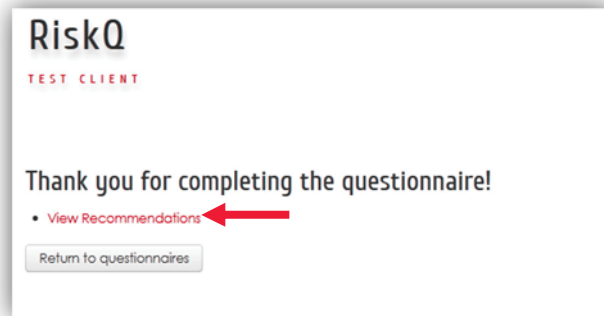 RiskQ
TEST CLIENT
Thank you for completing the questionnaire!
View Recommendations
Return to questionnaires